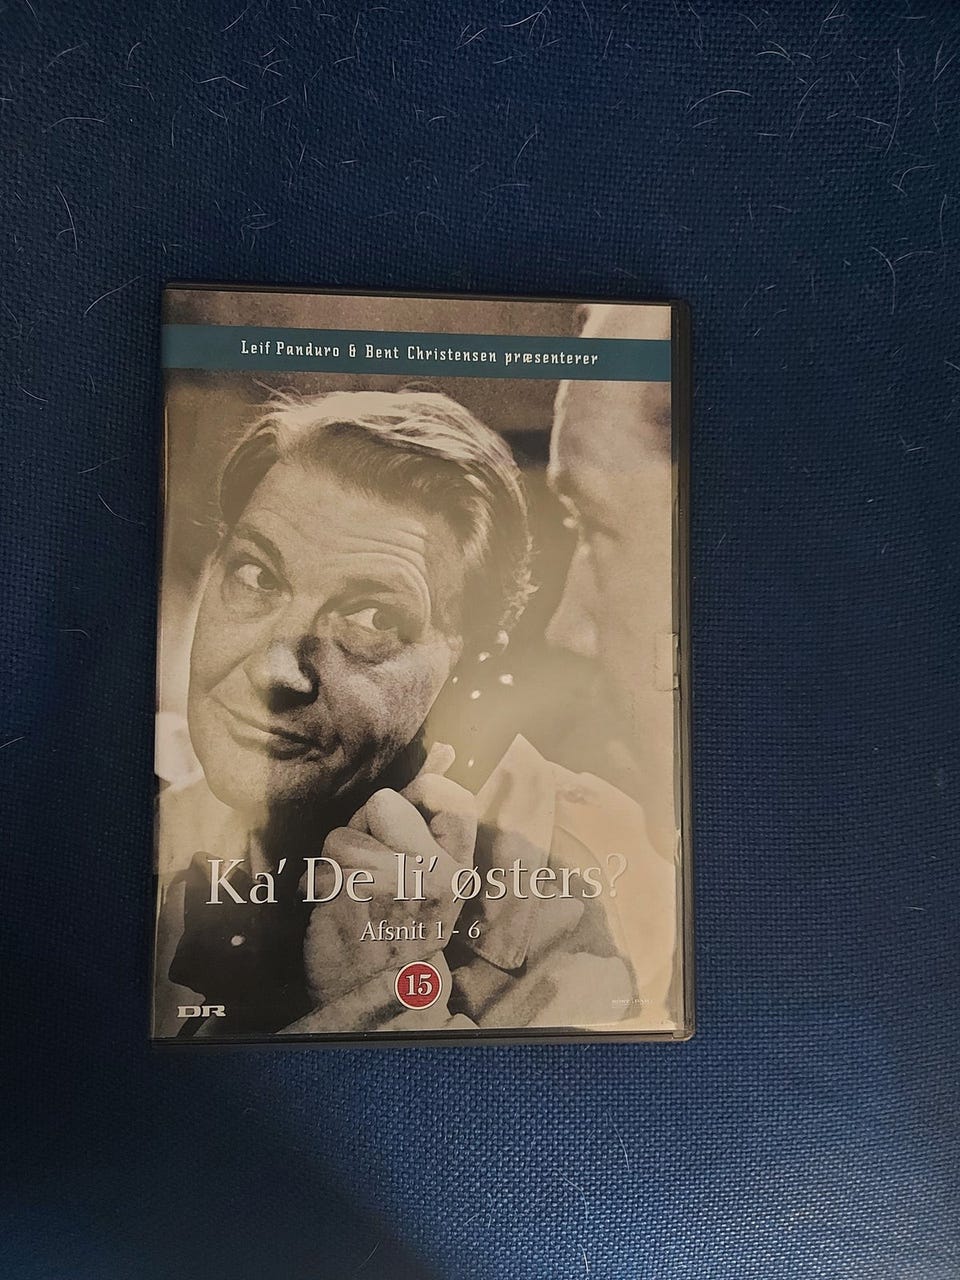 Leif Panduro & Bent Christensen præsenterer
Ka' De li' østers?
Afsnit 1 - 6
15
DR